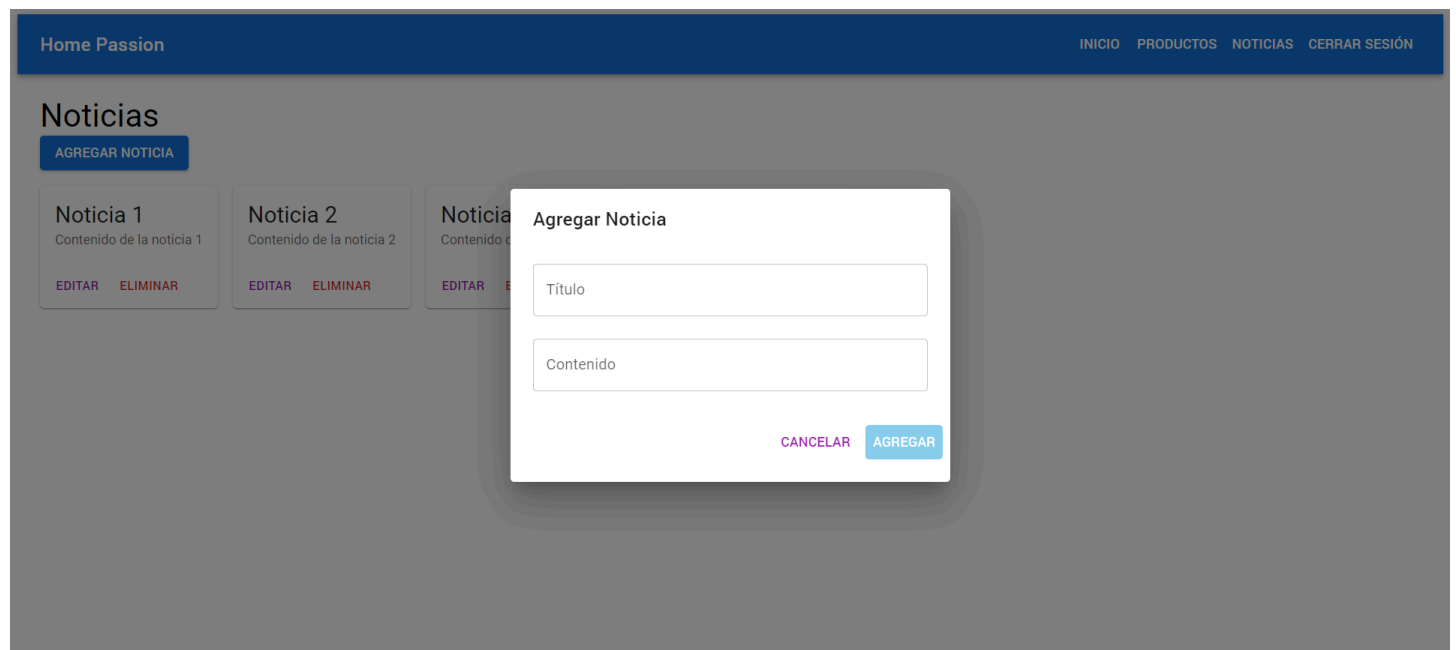 Home Passion INICIO PRODUCTOS NOTICIAS CERRAR SESIÓN
Noticias
AGREGAR NOTICIA
Noticia 1 Noticia 2 Noticia
Contenido de la noticia 1 Contenido de la noticia 2 Contenido
EDITAR ELIMINAR EDITAR ELIMINAR EDITAR
Agregar Noticia
Título
Contenido
CANCELAR AGREGAR